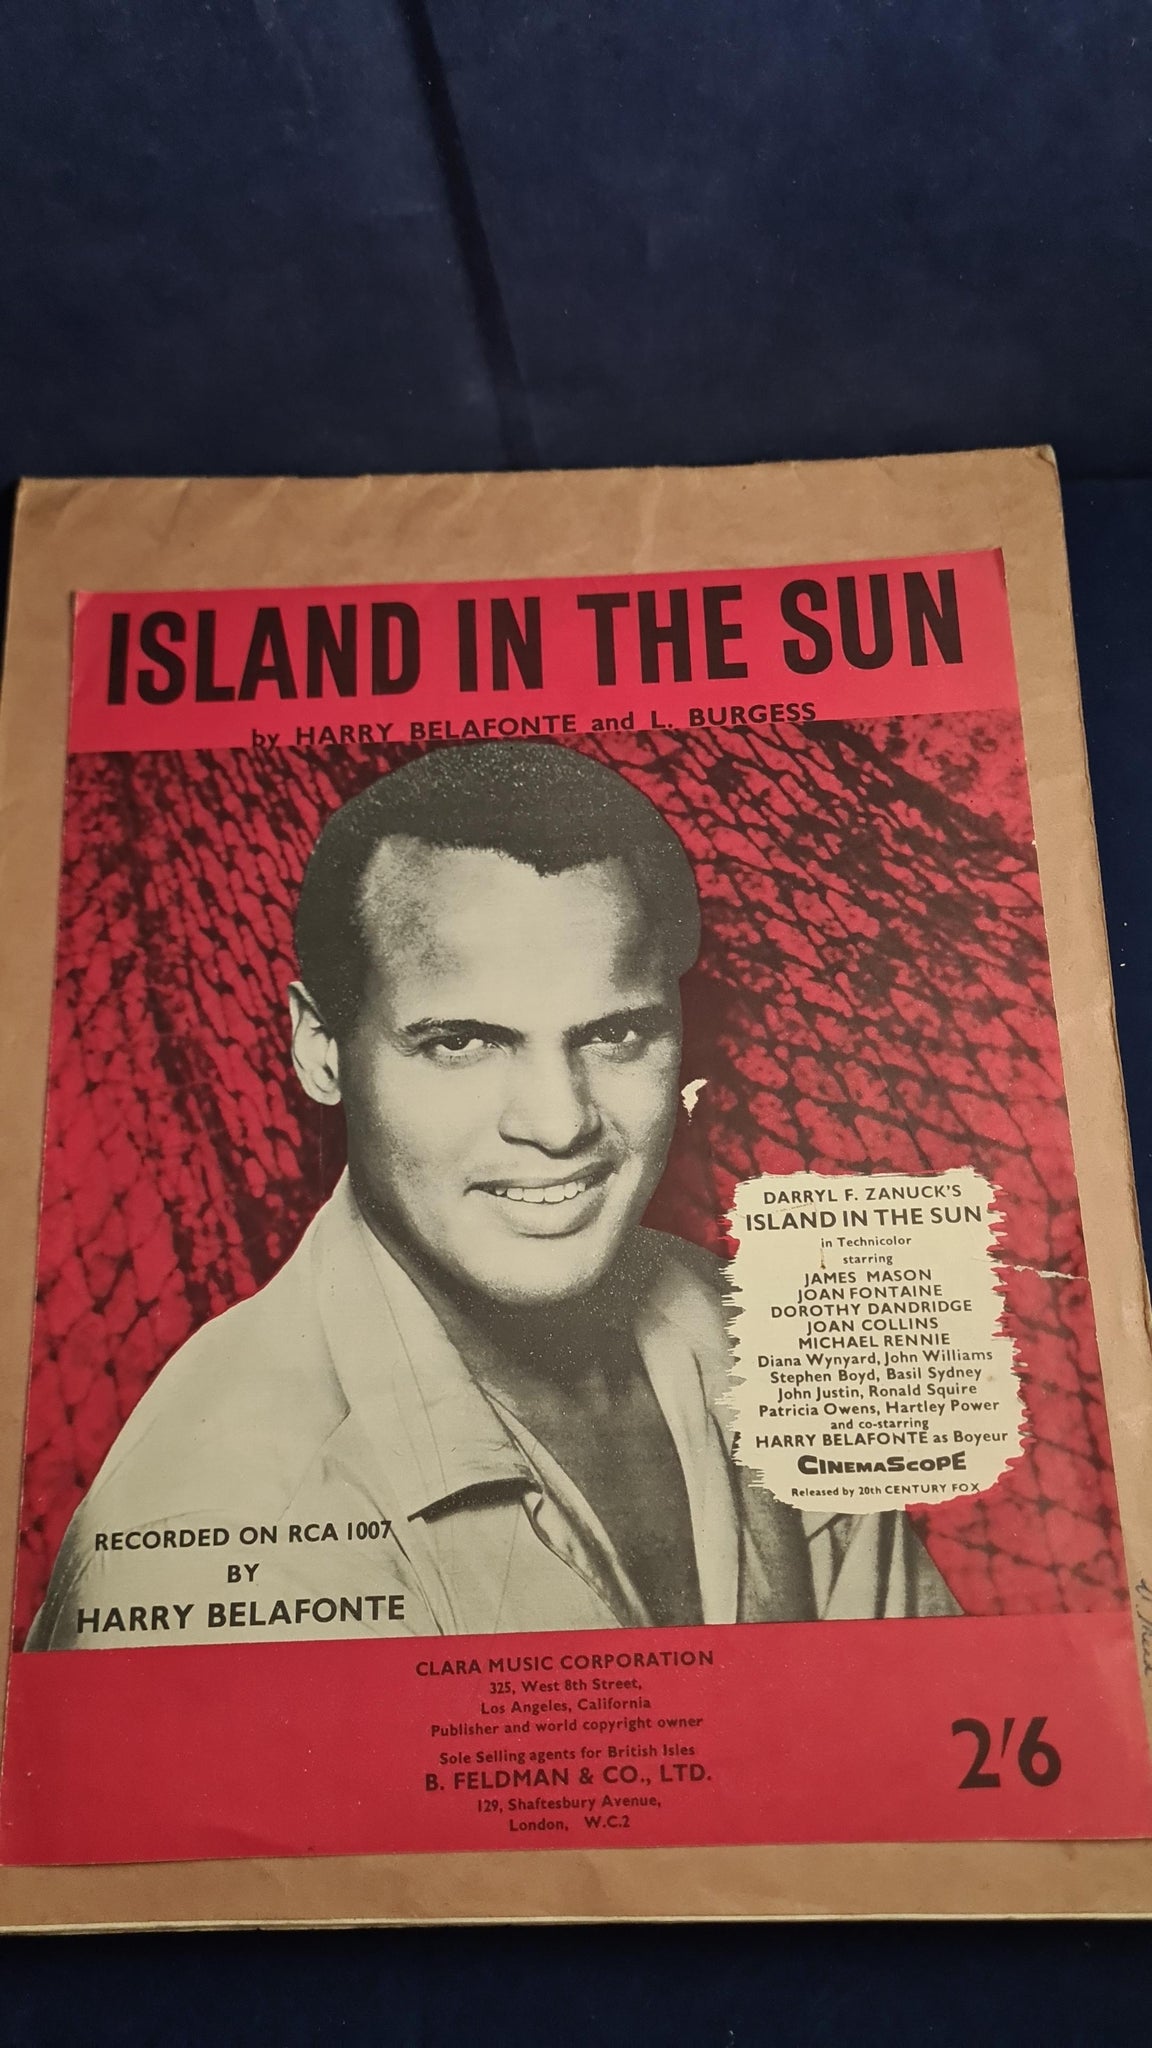 ISLAND IN THE SUN
by HARRY BELAFONTE and L. BURGESS
DARRYL F. ZANUCK'S
ISLAND IN THE SUN
in Technicolor
starring
JAMES MASON
JOAN FONTAINE
DOROTHY DANDRIDGE
JOAN COLLINS
MICHAEL RENNIE
Diana Wynyard, John Williams
Stephen Boyd, Basil Sydney
John Justin, Ronald Squire
Patricia Owens, Hartley Power
and co-starring
HARRY BELAFONTE as Boyeur
CINEMASCOPE
Released by 20th CENTURY FOX
RECORDED ON RCA 1007
BY
HARRY BELAFONTE
CLARA MUSIC CORPORATION
325, West 8th Street,
Los Angeles, California
Publisher and world copyright owner
Sole Selling agents for British Isles
B. FELDMAN & CO., LTD.
129, Shaftesbury Avenue,
London, W.C.2
2'6